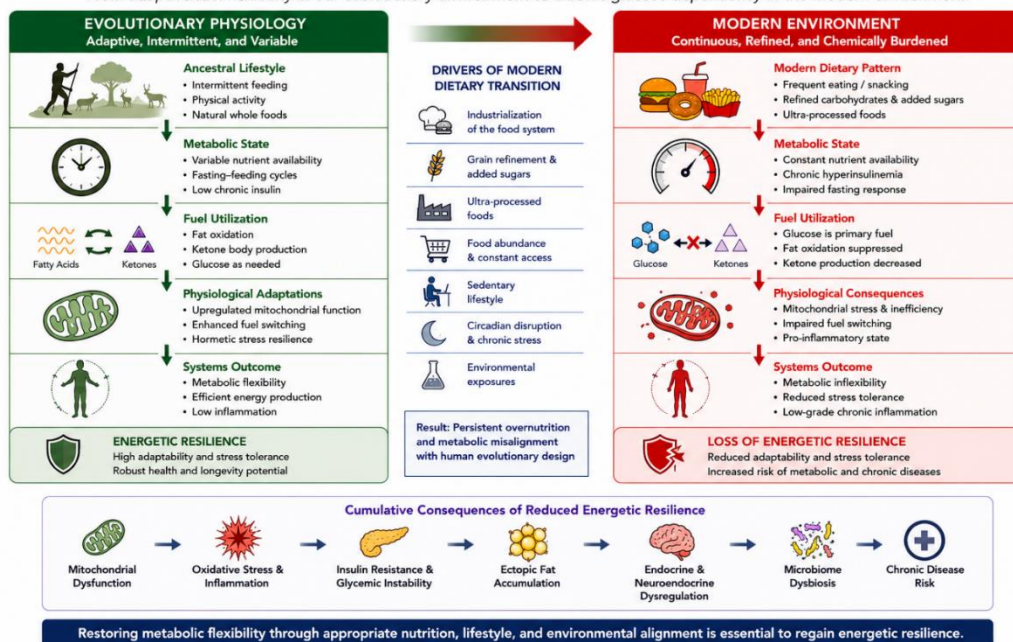 EVOLUTIONARY PHYSIOLOGY
Adaptive, Intermittent, and Variable
Ancestral Lifestyle
• Intermittent feeding
• Physical activity
• Natural whole foods
Metabolic State
• Variable nutrient availability
• Fasting–feeding cycles
• Low chronic insulin
Fuel Utilization
• Fat oxidation
• Ketone body production
• Glucose as needed
Fatty Acids
Ketones
Physiological Adaptations
• Upregulated mitochondrial function
• Enhanced fuel switching
• Hormetic stress resilience
Systems Outcome
• Metabolic flexibility
• Efficient energy production
• Low inflammation
ENERGETIC RESILIENCE
High adaptability and stress tolerance
Robust health and longevity potential
DRIVERS OF MODERN
DIETARY TRANSITION
Industrialization
of the food system
Grain refinement &
added sugars
Ultra-processed
foods
Food abundance
& constant access
Sedentary
lifestyle
Circadian disruption
& chronic stress
Environmental
exposures
Result: Persistent overnutrition
and metabolic misalignment
with human evolutionary design
MODERN ENVIRONMENT
Continuous, Refined, and Chemically Burdened
Modern Dietary Pattern
• Frequent eating / snacking
• Refined carbohydrates & added sugars
• Ultra-processed foods
Metabolic State
• Constant nutrient availability
• Chronic hyperinsulinemia
• Impaired fasting response
Fuel Utilization
• Glucose is primary fuel
• Fat oxidation suppressed
• Ketone production decreased
Glucose
Ketones
Physiological Consequences
• Mitochondrial stress & inefficiency
• Impaired fuel switching
• Pro-inflammatory state
Systems Outcome
• Metabolic inflexibility
• Reduced stress tolerance
• Low-grade chronic inflammation
LOSS OF ENERGETIC RESILIENCE
Reduced adaptability and stress tolerance
Increased risk of metabolic and chronic diseases
Cumulative Consequences of Reduced Energetic Resilience
Mitochondrial
Dysfunction
Oxidative Stress &
Inflammation
Insulin Resistance &
Glycemic Instability
Ectopic Fat
Accumulation
Endocrine &
Neuroendocrine
Dysregulation
Microbiome
Dysbiosis
Chronic Disease
Risk
Restoring metabolic flexibility through appropriate nutrition, lifestyle, and environmental alignment is essential to regain energetic resilience.